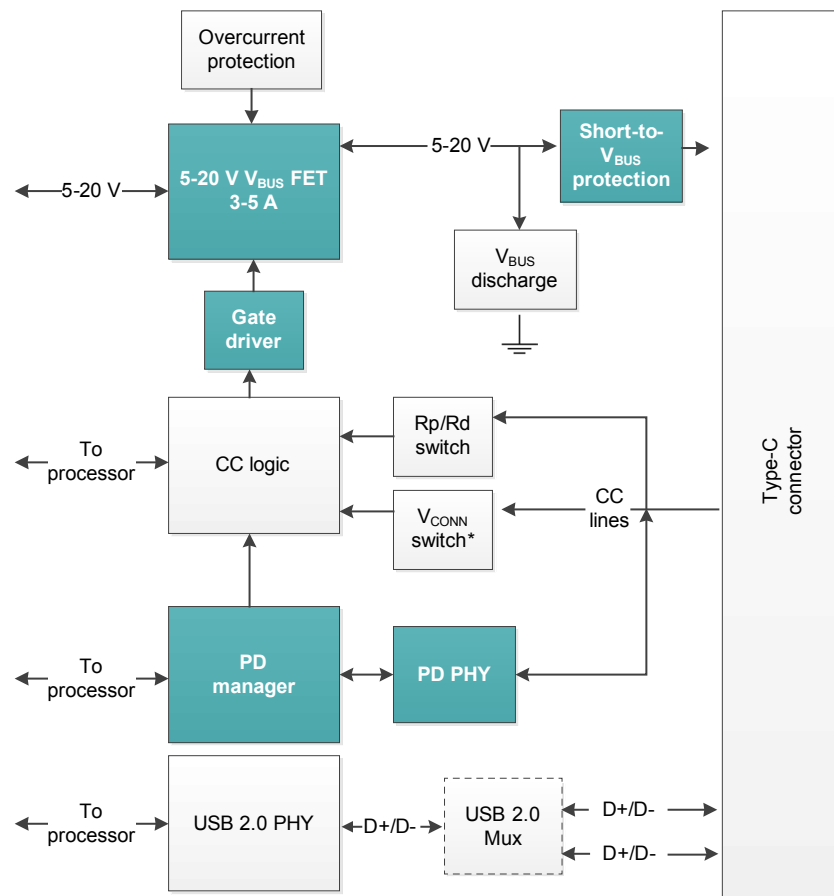 Overcurrent
protection
5-20 V VBUS FET
3-5 A
5-20 V
5-20 V
Short-to-
VBUS
protection
VBUS
discharge
Gate
driver
To
processor
CC logic
Rp/Rd
switch
VCONN
switch*
CC
lines
Type-C
connector
To
processor
PD
manager
PD PHY
To
processor
USB 2.0 PHY
D+/D-
USB 2.0
Mux
D+/D-
D+/D-